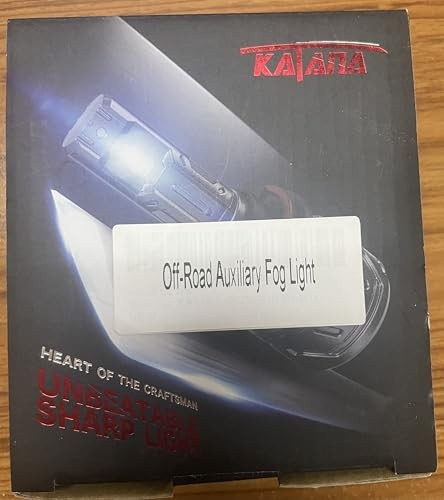 KATANA
Off-Road Auxiliary Fog Light
HEART OF THE CRAFTSMAN
UNBEATABLE
SHARP LIGHT